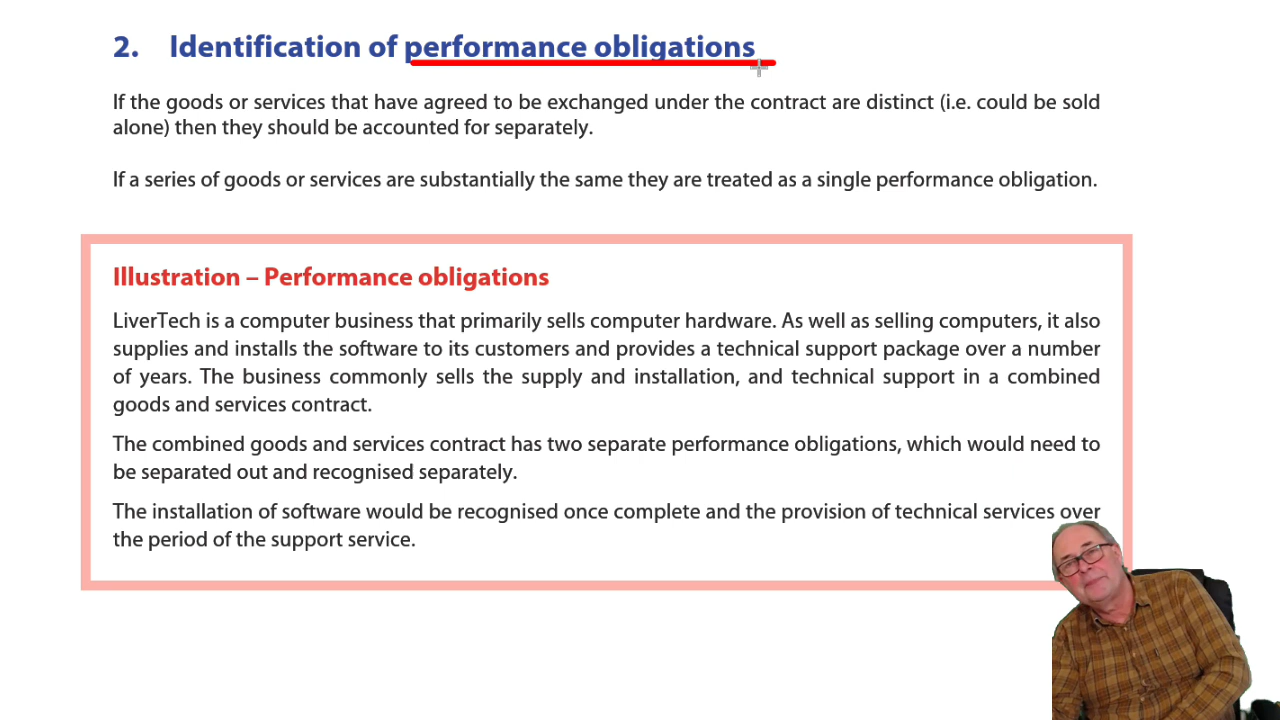 2. Identification of performance obligations
If the goods or services that have agreed to be exchanged under the contract are distinct (i.e. could be sold
alone) then they should be accounted for separately.
If a series of goods or services are substantially the same they are treated as a single performance obligation.
Illustration – Performance obligations
LiverTech is a computer business that primarily sells computer hardware. As well as selling computers, it also
supplies and installs the software to its customers and provides a technical support package over a number
of years. The business commonly sells the supply and installation, and technical support in a combined
goods and services contract.
The combined goods and services contract has two separate performance obligations, which would need to
be separated out and recognised separately.
The installation of software would be recognised once complete and the provision of technical services over
the period of the support service.